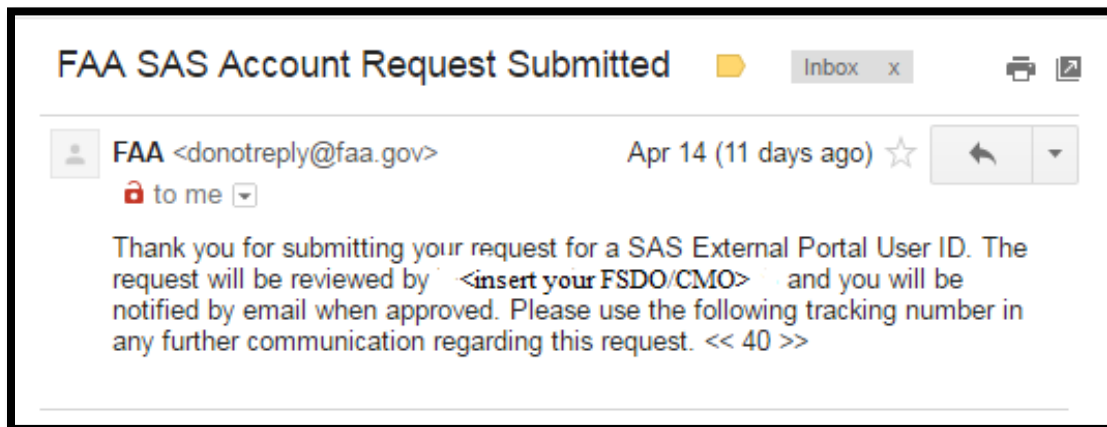 FAA SAS Account Request Submitted
Inbox x
FAA <donotreply@faa.gov>
Apr 14 (11 days ago)
to me
Thank you for submitting your request for a SAS External Portal User ID. The
request will be reviewed by <insert your FSDO/CMO> and you will be
notified by email when approved. Please use the following tracking number in
any further communication regarding this request. << 40 >>